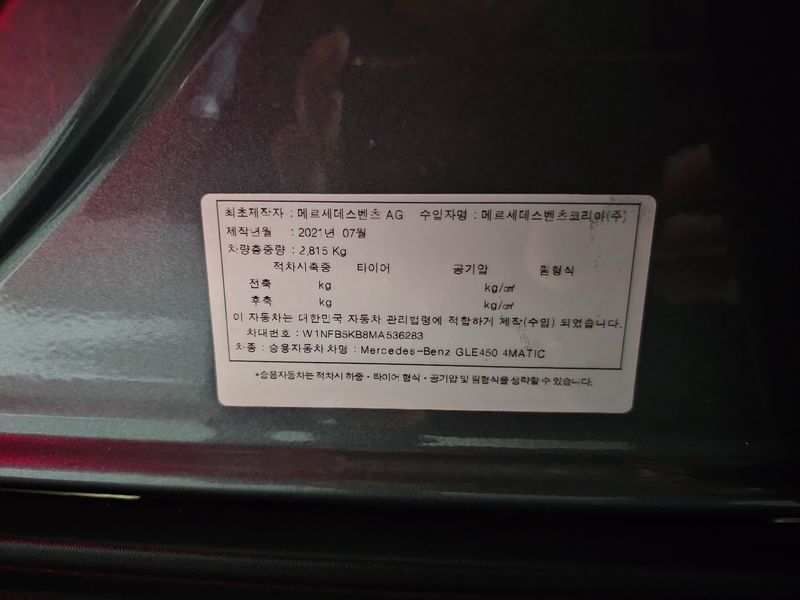 최초제작자 : 메르세데스벤츠 AG 수입자명 : 메르세데스벤츠코리아(주)
제작년월 : 2021년 07월
차량총중량 : 2,815 Kg
적차시축중 타이어 공기압 림형식
전축 kg kg/㎠
후축 kg kg/㎠
이 자동차는 대한민국 자동차 관리법령에 적합하게 제작(수입) 되었습니다.
차대번호 : W1NFB5KB8MA536283
차종 : 승용자동차 차명 : Mercedes-Benz GLE450 4MATIC
*승용자동차는 적차시 하중·타이어 형식·공기압 및 림형식을 생략할 수 있습니다.